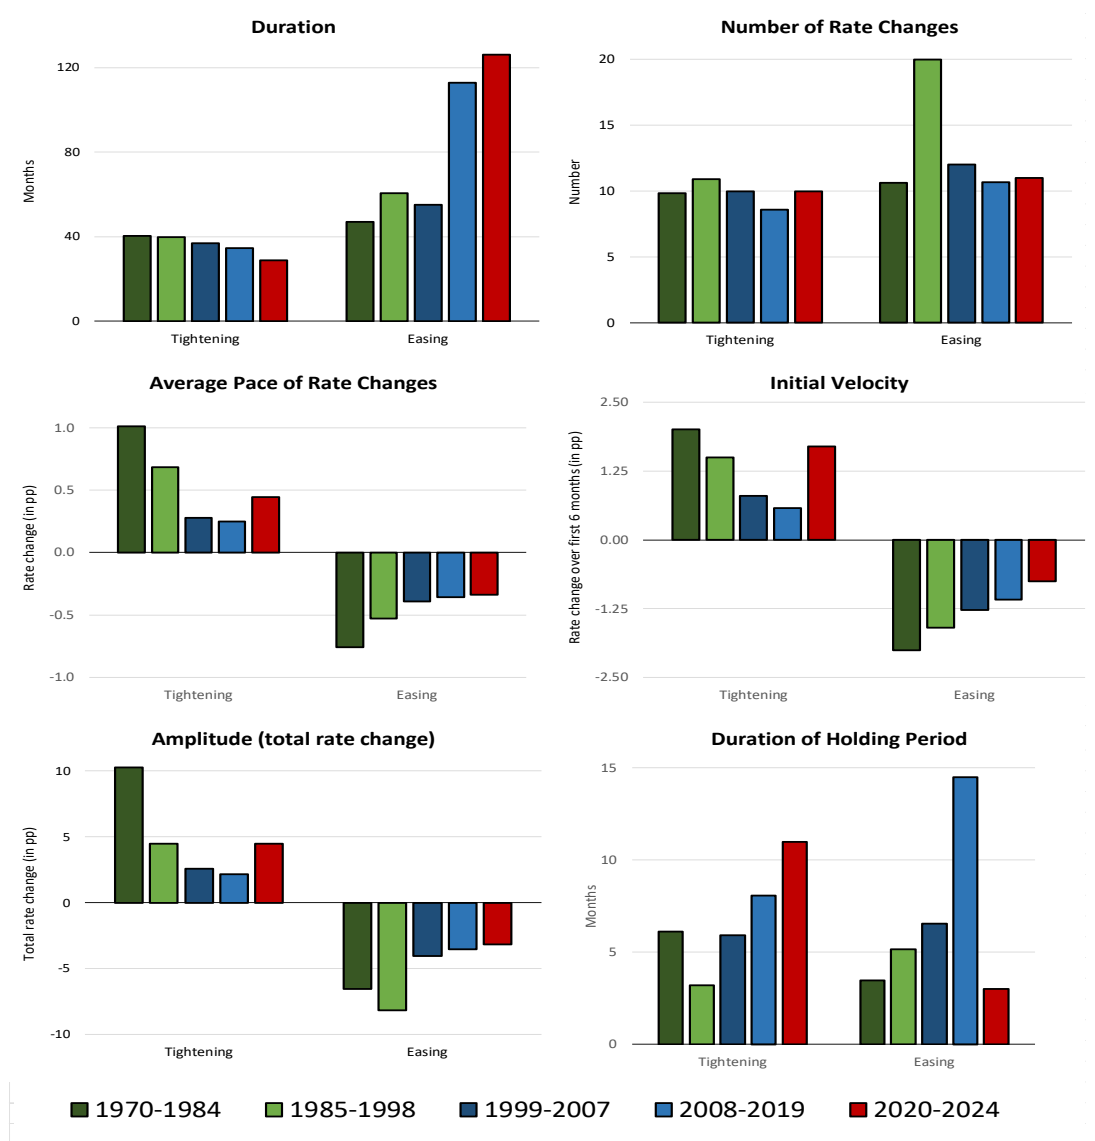 Duration
Months
120
80
40
0
Tightening
Easing
Number of Rate Changes
Number
20
15
10
5
0
Tightening
Easing
Average Pace of Rate Changes
Rate change (in pp)
1.0
0.5
0.0
-0.5
-1.0
Tightening
Easing
Initial Velocity
Rate change over first 6 months (in pp)
2.50
1.25
0.00
-1.25
-2.50
Tightening
Easing
Amplitude (total rate change)
Total rate change (in pp)
10
5
0
-5
-10
Tightening
Easing
Duration of Holding Period
Months
15
10
5
0
Tightening
Easing
1970-1984
1985-1998
1999-2007
2008-2019
2020-2024